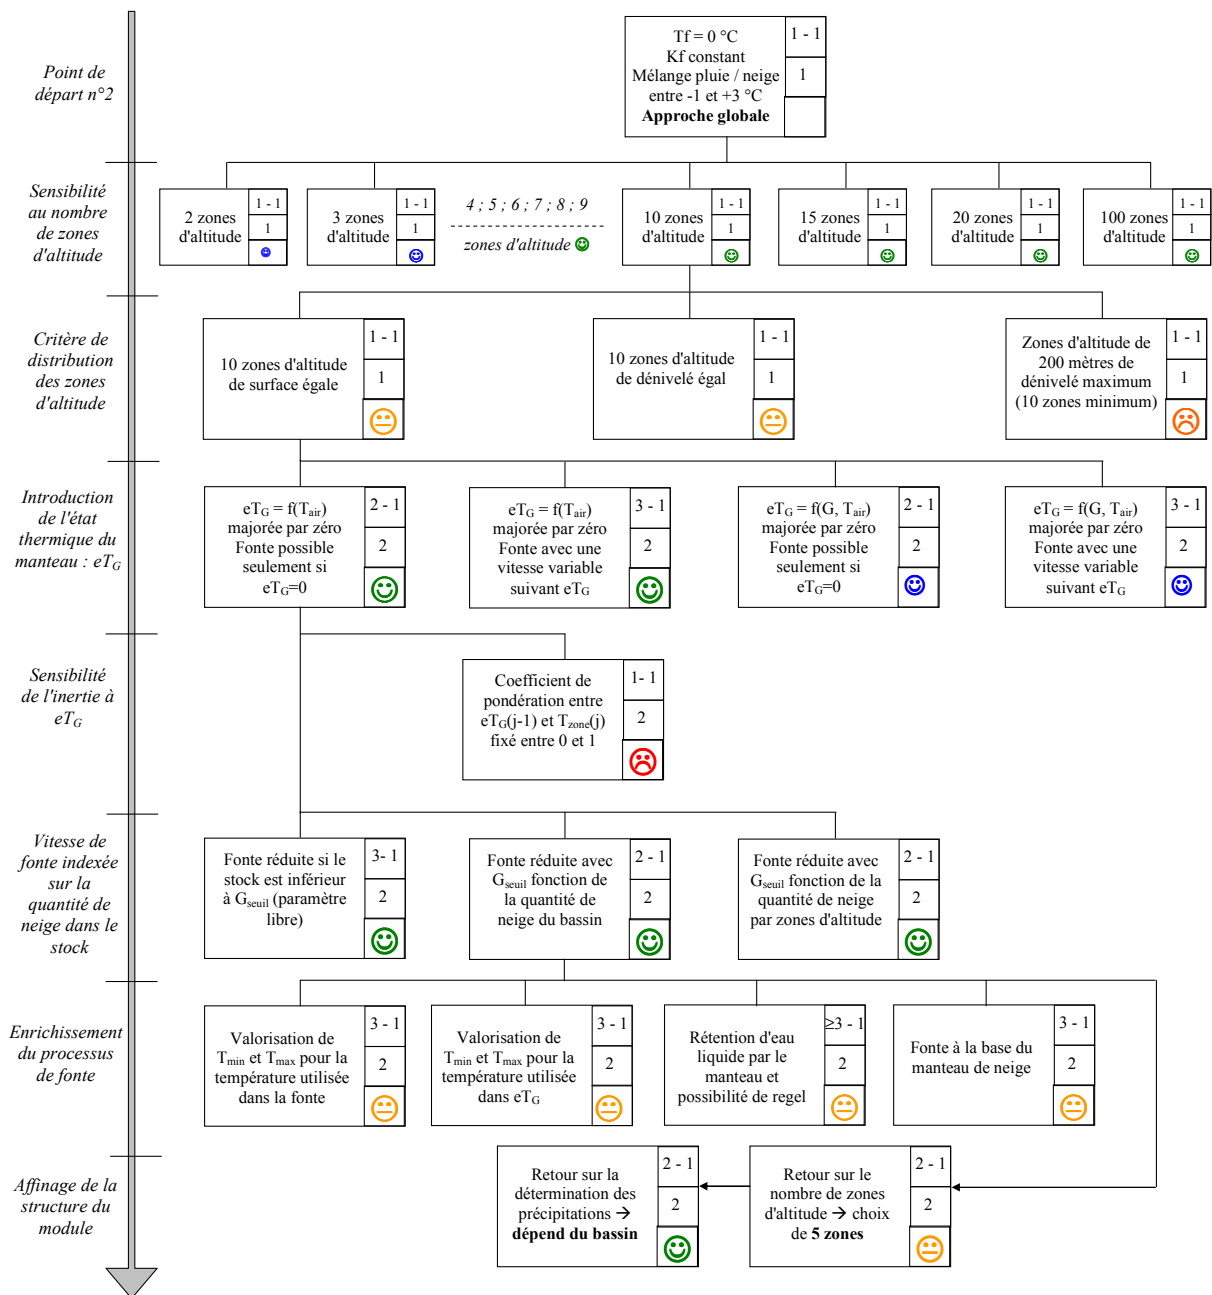 Point de
départ n°2
Tf = 0 °C
Kf constant
Mélange pluie / neige
entre -1 et +3 °C
Approche globale
1 - 1
1
Sensibilité
au nombre
de zones
d'altitude
2 zones
d'altitude
1 - 1
1
3 zones
d'altitude
1 - 1
1
4 ; 5 ; 6 ; 7 ; 8 ; 9
zones d'altitude
10 zones
d'altitude
1 - 1
1
15 zones
d'altitude
1 - 1
1
20 zones
d'altitude
1 - 1
1
100 zones
d'altitude
1 - 1
1
Critère de
distribution
des zones
d'altitude
10 zones d'altitude
de surface égale
1 - 1
1
10 zones d'altitude
de dénivelé égal
1 - 1
1
Zones d'altitude de
200 mètres de
dénivelé maximum
(10 zones minimum)
1 - 1
1
Introduction
de l'état
thermique du
manteau : eTG
eTG = f(Tair)
majorée par zéro
Fonte possible
seulement si
eTG=0
2 - 1
2
eTG = f(Tair)
majorée par zéro
Fonte avec une
vitesse variable
suivant eTG
3 - 1
2
eTG = f(G, Tair)
majorée par zéro
Fonte possible
seulement si
eTG=0
2 - 1
2
eTG = f(G, Tair)
majorée par zéro
Fonte avec une
vitesse variable
suivant eTG
3 - 1
2
Sensibilité
de l'inertie à
eTG
Coefficient de
pondération entre
eTG(j-1) et Tzone(j)
fixé entre 0 et 1
1- 1
2
Vitesse de
fonte indexée
sur la
quantité de
neige dans le
stock
Fonte réduite si le
stock est inférieur
à Gseuil (paramètre
libre)
3- 1
2
Fonte réduite avec
Gseuil fonction de
la quantité de
neige du bassin
2 - 1
2
Fonte réduite avec
Gseuil fonction de la
quantité de neige
par zones d'altitude
2 - 1
2
Enrichissement
du processus
de fonte
Valorisation de
Tmin et Tmax pour la
température utilisée
dans la fonte
3 - 1
2
Valorisation de
Tmin et Tmax pour la
température utilisée
dans eTG
3 - 1
2
Rétention d'eau
liquide par le
manteau et
possibilité de regel
≥3 - 1
2
Fonte à la base du
manteau de neige
3 - 1
2
Affinage de la
structure du
module
Retour sur la
détermination des
précipitations →
dépend du bassin
2 - 1
2
Retour sur le
nombre de zones
d'altitude → choix
de 5 zones
2 - 1
2